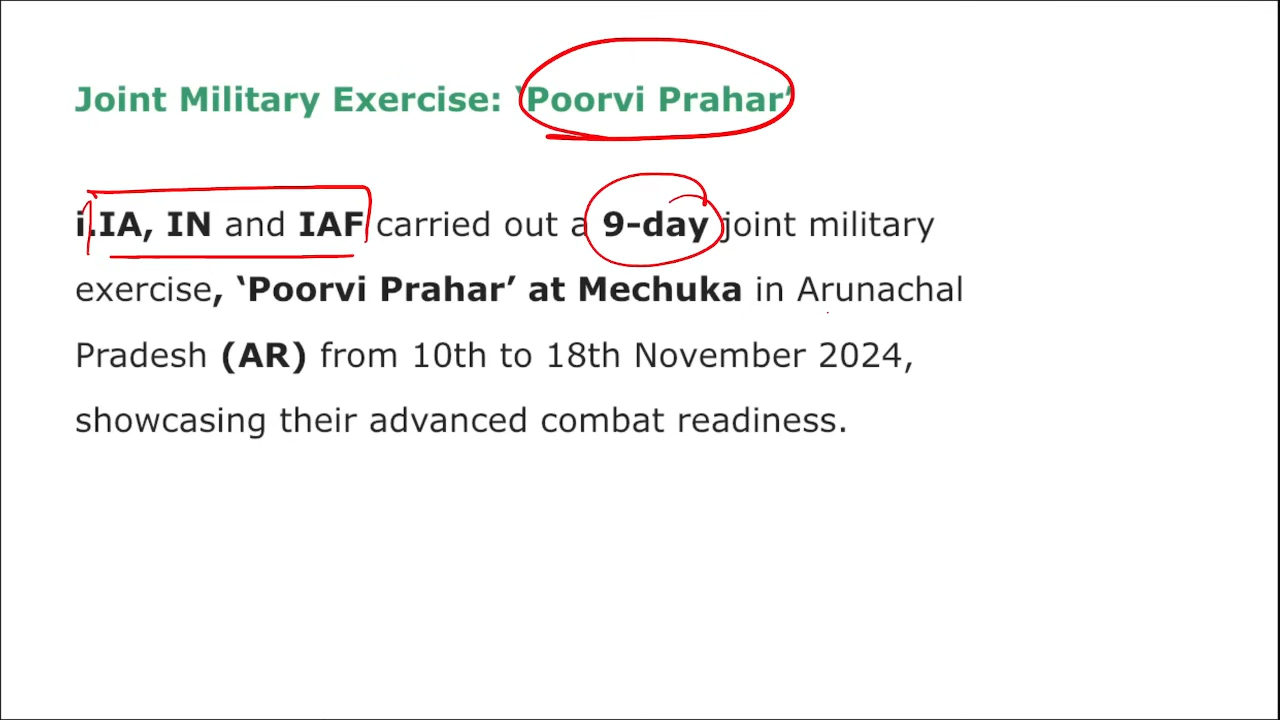 Joint Military Exercise: ‘Poorvi Prahar’
i.IA, IN and IAF carried out a 9-day joint military
exercise, ‘Poorvi Prahar’ at Mechuka in Arunachal
Pradesh (AR) from 10th to 18th November 2024,
showcasing their advanced combat readiness.